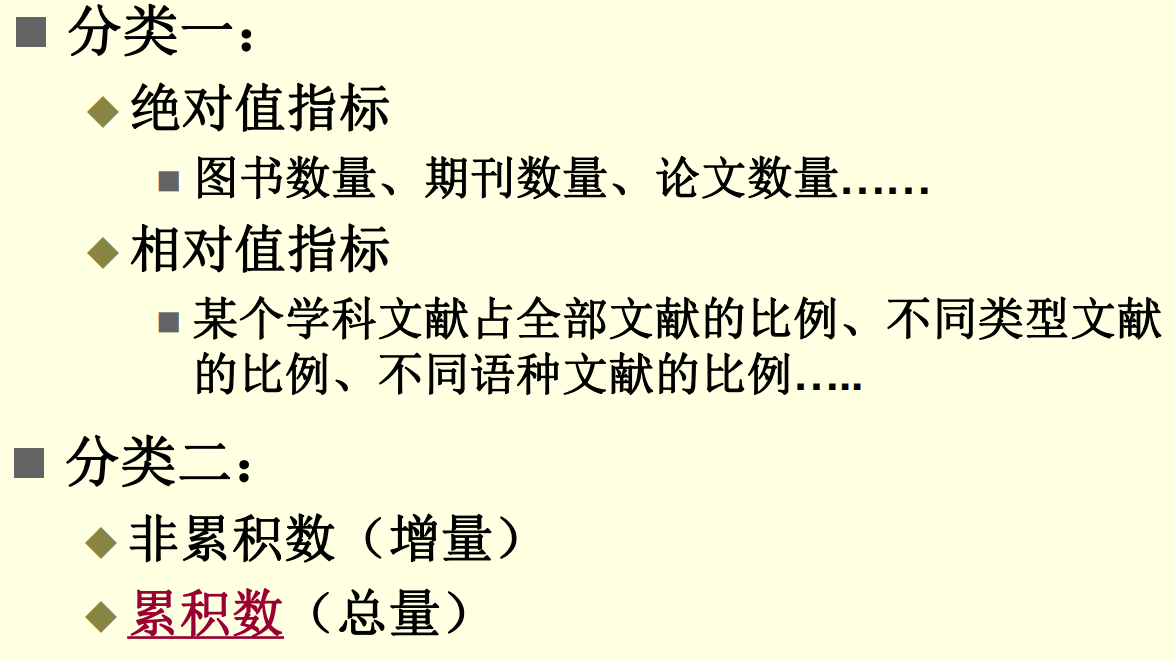 分类一：
绝对值指标
图书数量、期刊数量、论文数量……
相对值指标
某个学科文献占全部文献的比例、不同类型文献
的比例、不同语种文献的比例…..
分类二：
非累积数（增量）
累积数（总量）